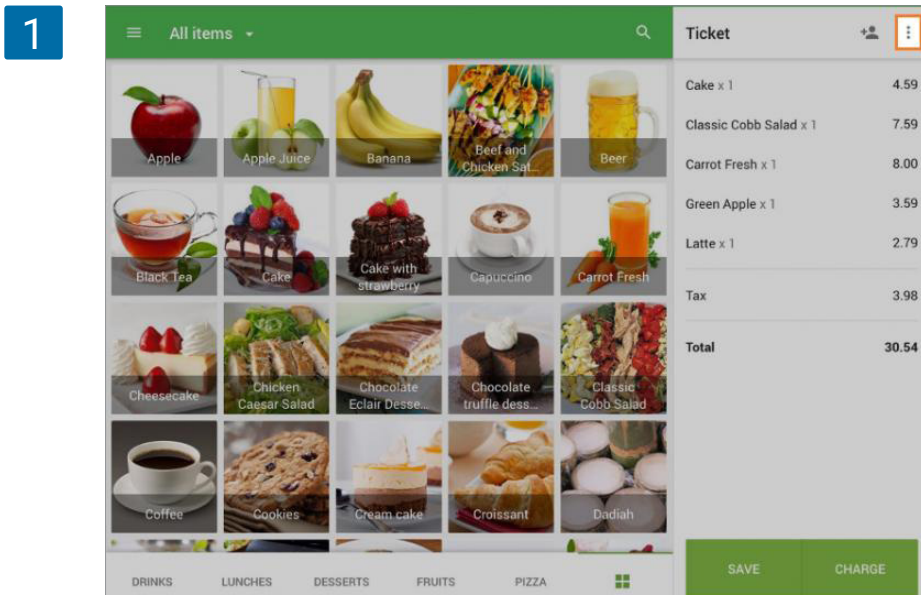 1
All items
Ticket
Apple
Apple Juice
Banana
Beef and
Chicken Sat...
Beer
Black Tea
Cake
Cake with
strawberry
Capuccino
Carrot Fresh
Cheesecake
Chicken
Caesar Salad
Chocolate
Eclair Desse...
Chocolate
truffle dess...
Classic
Cobb Salad
Coffee
Cookies
Cream cake
Croissant
Dadiah
DRINKS LUNCHES DESSERTS FRUITS PIZZA
Cake x 1 4.59
Classic Cobb Salad x 1 7.59
Carrot Fresh x 1 8.00
Green Apple x 1 3.59
Latte x 1 2.79
Tax 3.98
Total 30.54
SAVE CHARGE